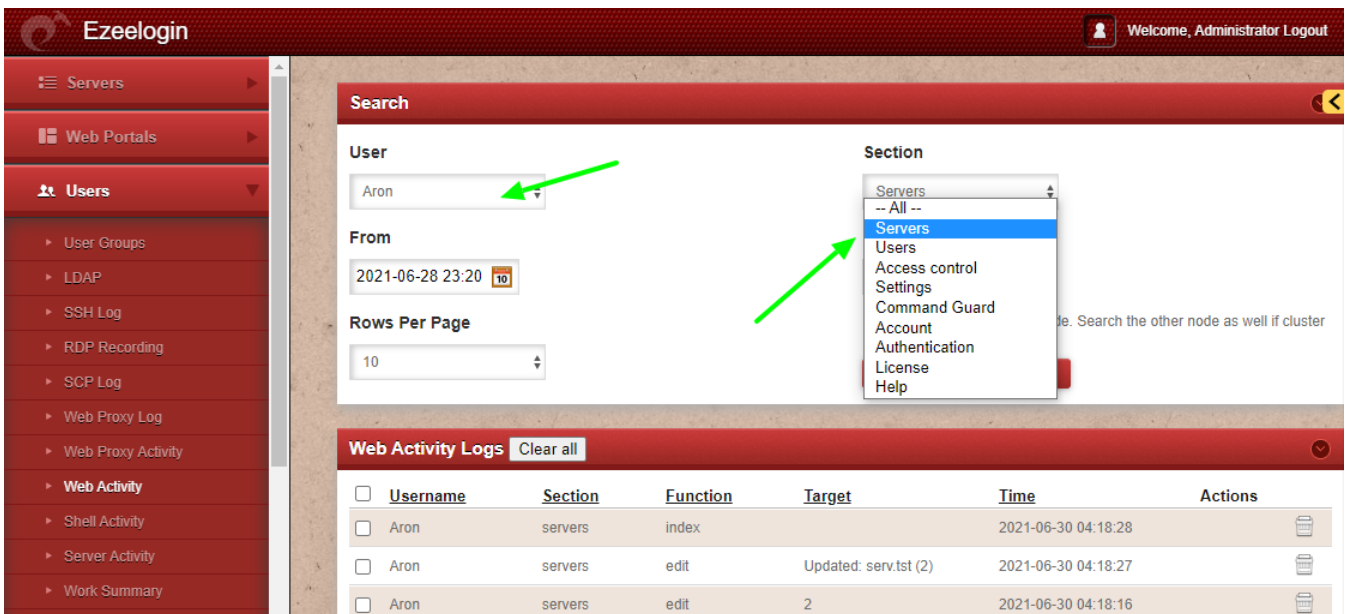 Ezeelogin
Welcome, Administrator Logout
Servers
Web Portals
Users
User Groups
LDAP
SSH Log
RDP Recording
SCP Log
Web Proxy Log
Web Proxy Activity
Web Activity
Shell Activity
Server Activity
Work Summary
Search
User
Aron
From
2021-06-28 23:20
10
Rows Per Page
10
Section
Servers
-- All --
Servers
Users
Access control
Settings
Command Guard
Account
Authentication
License
Help
Search the other node as well if cluster
Web Activity Logs Clear all
Username Section Function Target Time Actions
Aron servers index 2021-06-30 04:18:28
Aron servers edit Updated: serv.tst (2) 2021-06-30 04:18:27
Aron servers edit 2 2021-06-30 04:18:16